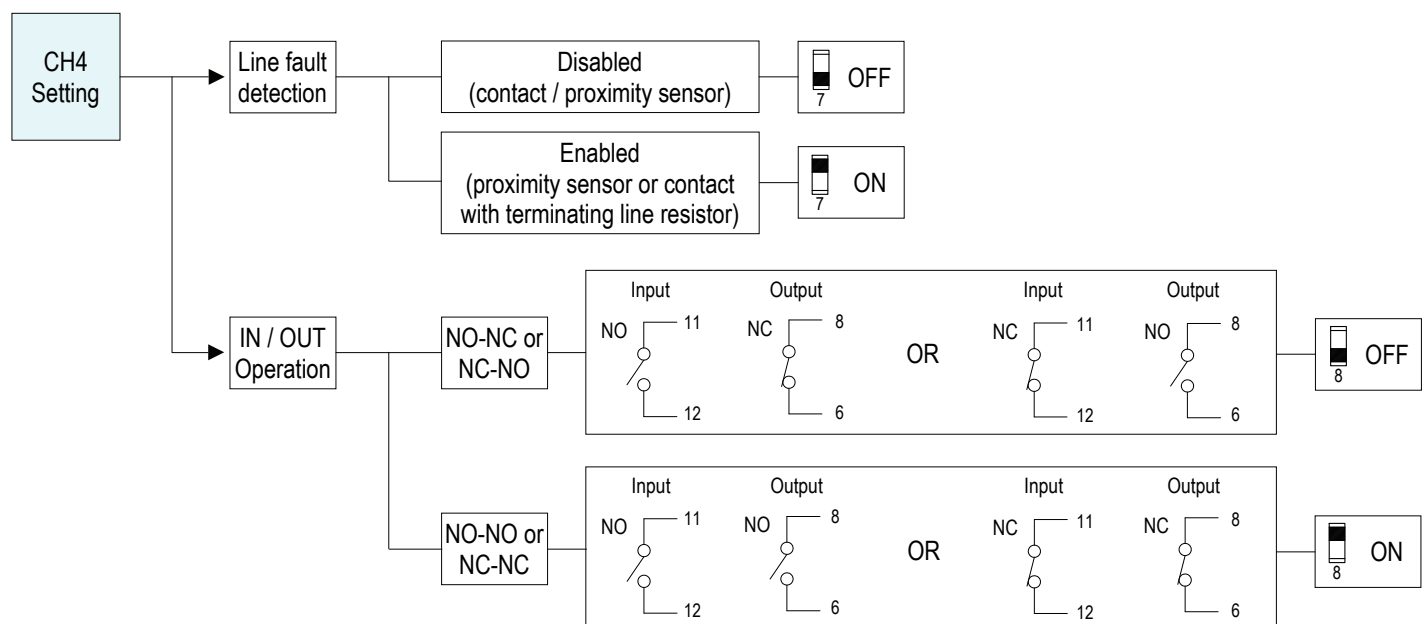 CH4
Setting
Line fault
detection
Disabled
(contact / proximity sensor)
7
OFF
Enabled
(proximity sensor or contact
with terminating line resistor)
7
ON
IN / OUT
Operation
NO-NC or
NC-NO
Input
Output
Input
Output
NO
11
12
NC
8
6
OR
NC
11
12
NO
8
6
8
OFF
NO-NO or
NC-NC
Input
Output
Input
Output
NO
11
12
NO
8
6
OR
NC
11
12
NC
8
6
8
ON